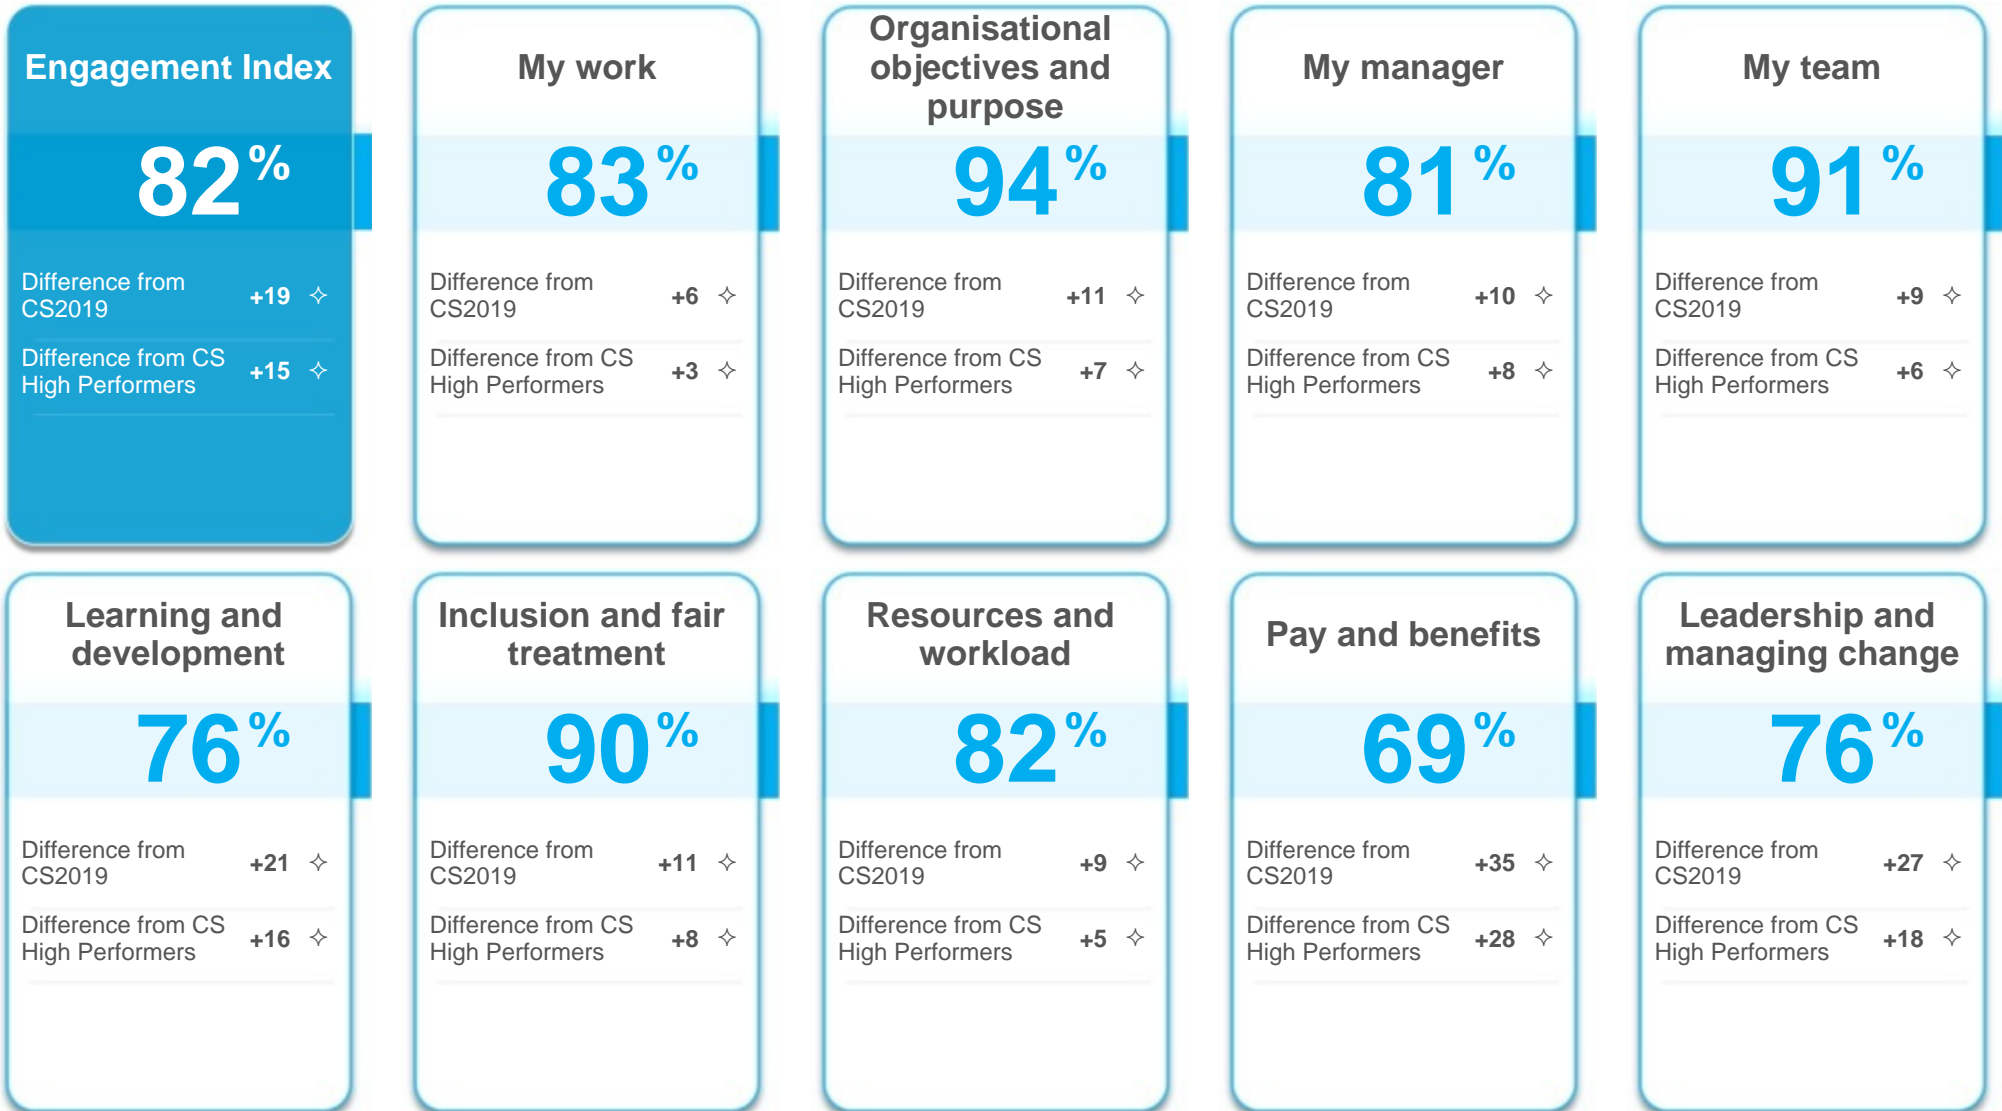 Engagement Index
82%
Difference from
CS2019
+19 ✧
Difference from CS
High Performers
+15 ✧
My work
83%
Difference from
CS2019
+6 ✧
Difference from CS
High Performers
+3 ✧
Organisational
objectives and
purpose
94%
Difference from
CS2019
+11 ✧
Difference from CS
High Performers
+7 ✧
My manager
81%
Difference from
CS2019
+10 ✧
Difference from CS
High Performers
+8 ✧
My team
91%
Difference from
CS2019
+9 ✧
Difference from CS
High Performers
+6 ✧
Learning and
development
76%
Difference from
CS2019
+21 ✧
Difference from CS
High Performers
+16 ✧
Inclusion and fair
treatment
90%
Difference from
CS2019
+11 ✧
Difference from CS
High Performers
+8 ✧
Resources and
workload
82%
Difference from
CS2019
+9 ✧
Difference from CS
High Performers
+5 ✧
Pay and benefits
69%
Difference from
CS2019
+35 ✧
Difference from CS
High Performers
+28 ✧
Leadership and
managing change
76%
Difference from
CS2019
+27 ✧
Difference from CS
High Performers
+18 ✧